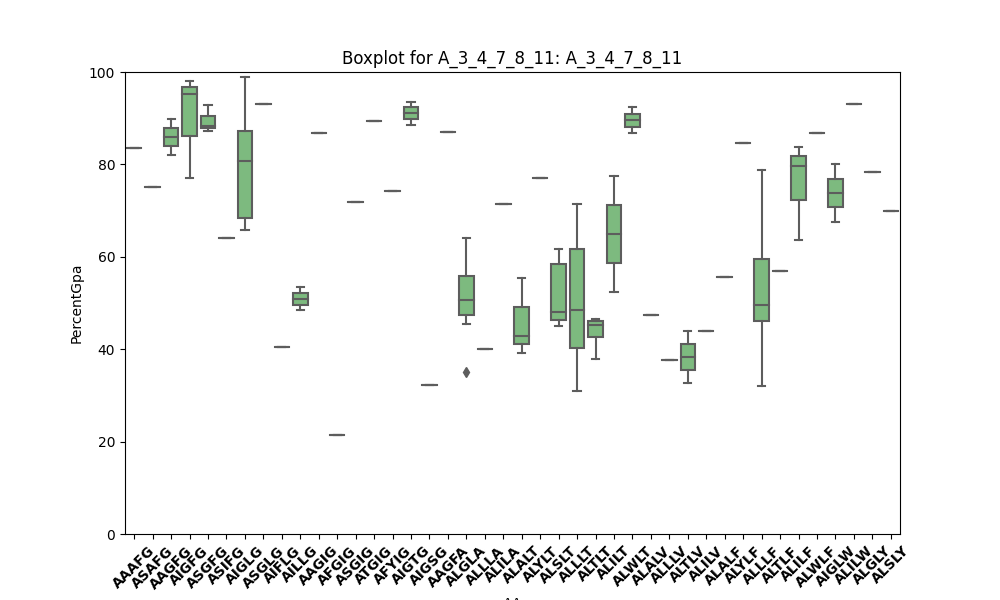 Boxplot for A_3_4_7_8_11: A_3_4_7_8_11
100
80
60
40
20
0
PercentGpa
AAAFG
ASAFG
AAGFG
AIGFG
ASGFG
ASIFG
AIGLG
ASGLG
AIFLG
AILLG
AAGIG
AFGIG
ASGIG
ATGIG
AFYIG
AIGTG
AIGSG
AAGFA
ALGLA
ALLLA
ALILA
ALALT
ALYLT
ALSLT
ALLLT
ALTLT
ALILT
ALWLT
ALALV
ALLLV
ALTLV
ALILV
ALALF
ALYLF
ALLLF
ALTLF
ALILF
ALWLF
AIGLW
ALILW
ALGLY
ALSLY